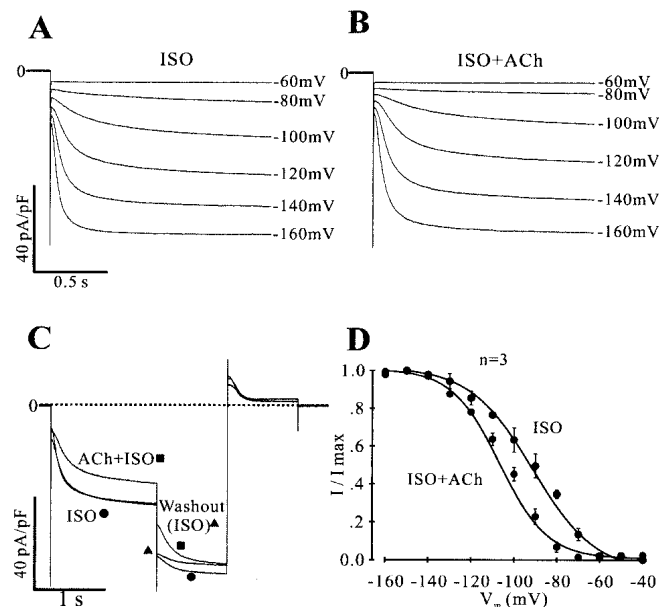 A
ISO
0
-60mV
-80mV
-100mV
-120mV
-140mV
-160mV
40 pA/pF
0.5 s
B
ISO+ACh
0
-60mV
-80mV
-100mV
-120mV
-140mV
-160mV
C
0
ACh+ISO
ISO
Washout
(ISO)
40 pA/pF
1 s
D
n=3
1.0
.8
.6
.4
.2
0.0
I / I max
ISO
ISO+ACh
-160 -140 -120 -100 -80 -60 -40
Vm (mV)